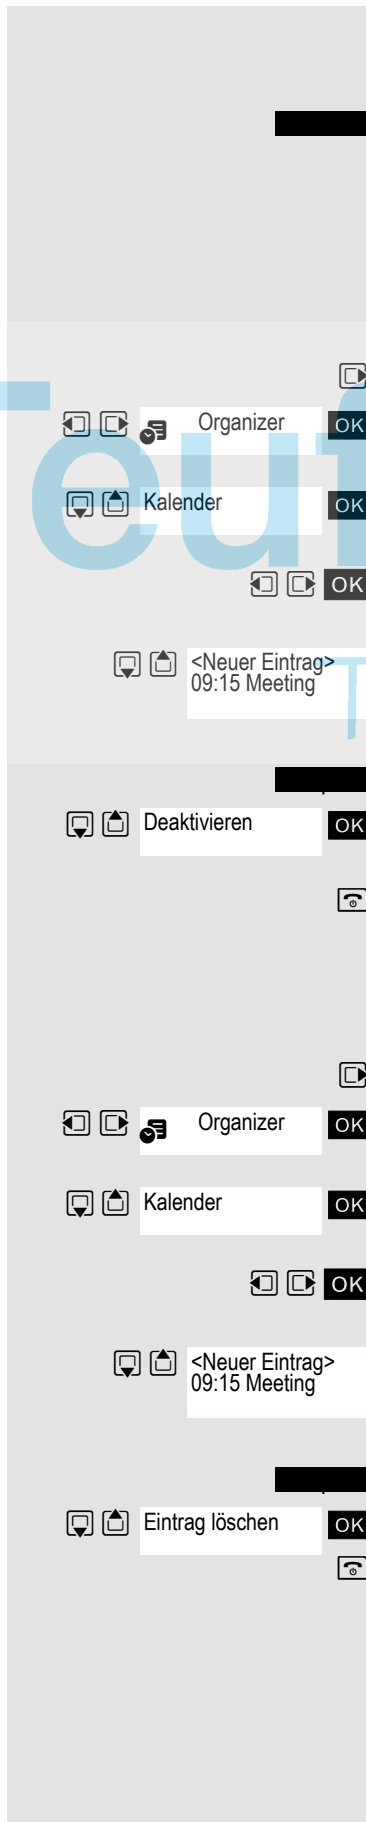 Organizer OK
Kalender OK
OK
<Neuer Eintrag>
09:15 Meeting
Deaktivieren OK
Organizer OK
Kalender OK
OK
<Neuer Eintrag>
09:15 Meeting
Eintrag löschen OK